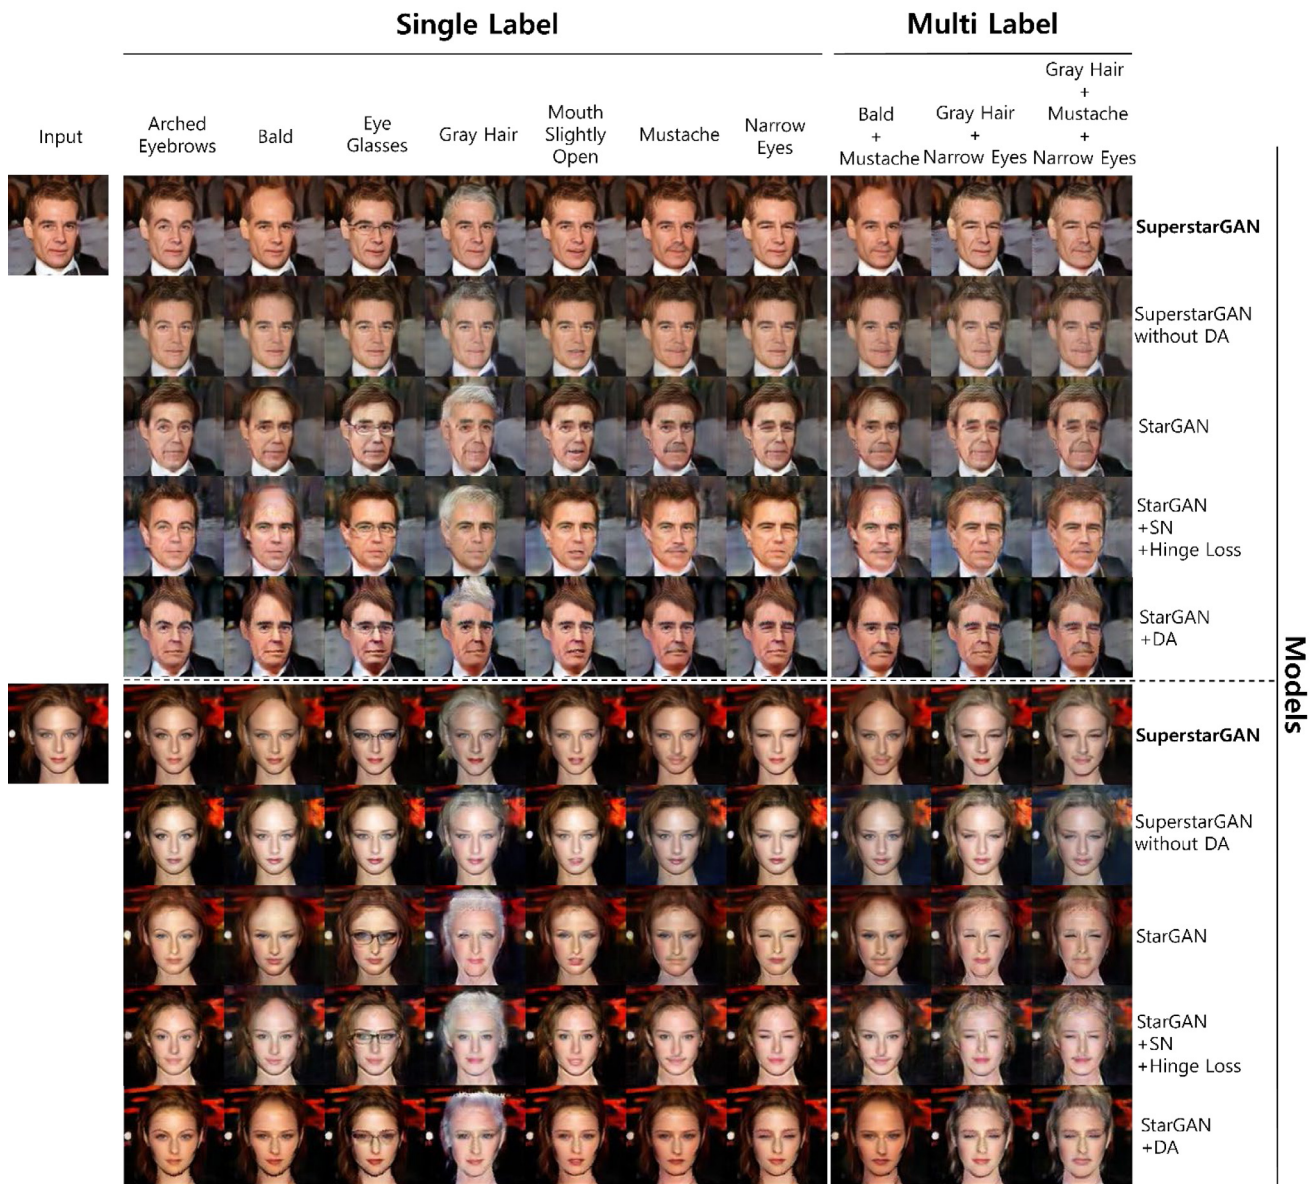 Single Label
Multi Label
Input
Arched
Eyebrows
Bald
Eye
Glasses
Gray Hair
Mouth
Slightly
Open
Mustache
Narrow
Eyes
Bald
+
Mustache
Gray Hair
+
Narrow Eyes
Gray Hair
+
Mustache
+
Narrow Eyes
SuperstarGAN
SuperstarGAN
without DA
StarGAN
StarGAN
+SN
+Hinge Loss
StarGAN
+DA
Models
SuperstarGAN
SuperstarGAN
without DA
StarGAN
StarGAN
+SN
+Hinge Loss
StarGAN
+DA